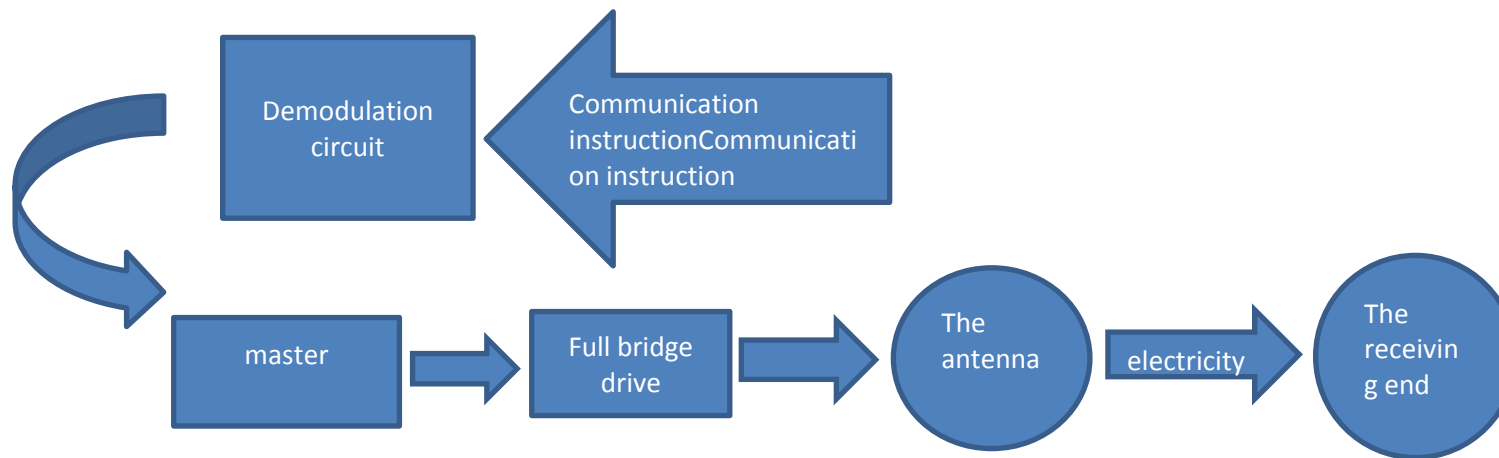 Demodulation
circuit
Communication
instructionCommunicati
on instruction
master
Full bridge
drive
The
antenna
electricity
The
receivin
g end